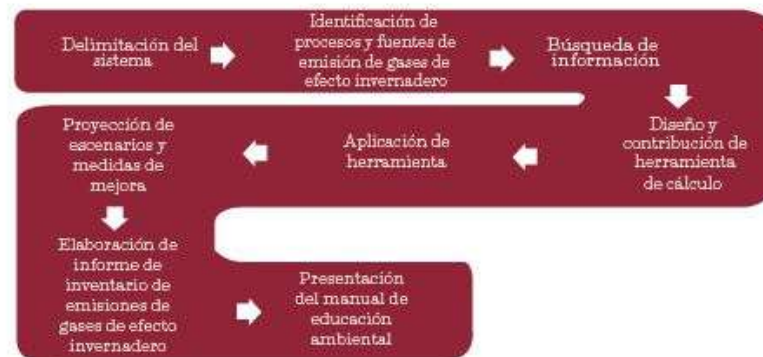 Delimitación del
sistema
Identificación de
procesos y fuentes de
emisión de gases de
efecto invernadero
Búsqueda de
información
Diseño y
contribución de
herramienta
de cálculo
Aplicación de
herramienta
Proyección de
escenarios y
medidas de
mejora
Elaboración de
informe de
inventario de
emisiones de
gases de efecto
invernadero
Presentación
del manual de
educación
ambiental